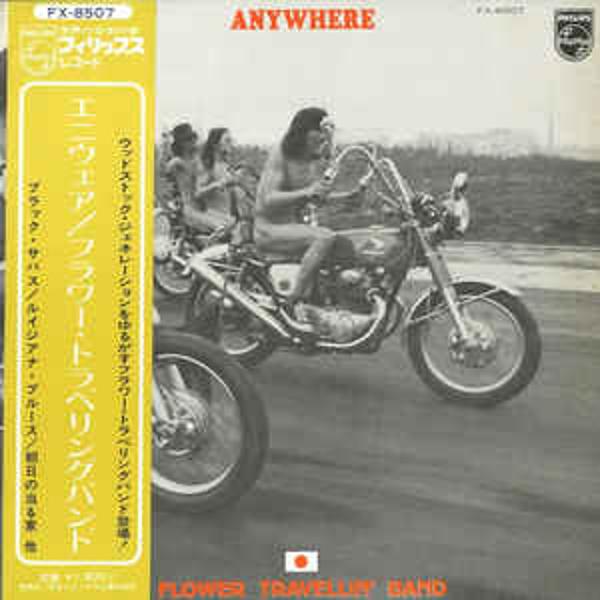 FX-8507
フィリップス
レコード
エニウェア/フラワー・トラベリングバンド
ウッドストック・ジェネレーションをゆるがすフラワートラベリングバンド登場!
ブラック・サバス/ルイジアナ・ブルース/朝日の当る家 他
ANYWHERE
FX-8507
PHILIPS
FLOWER TRAVELLIN' BAND